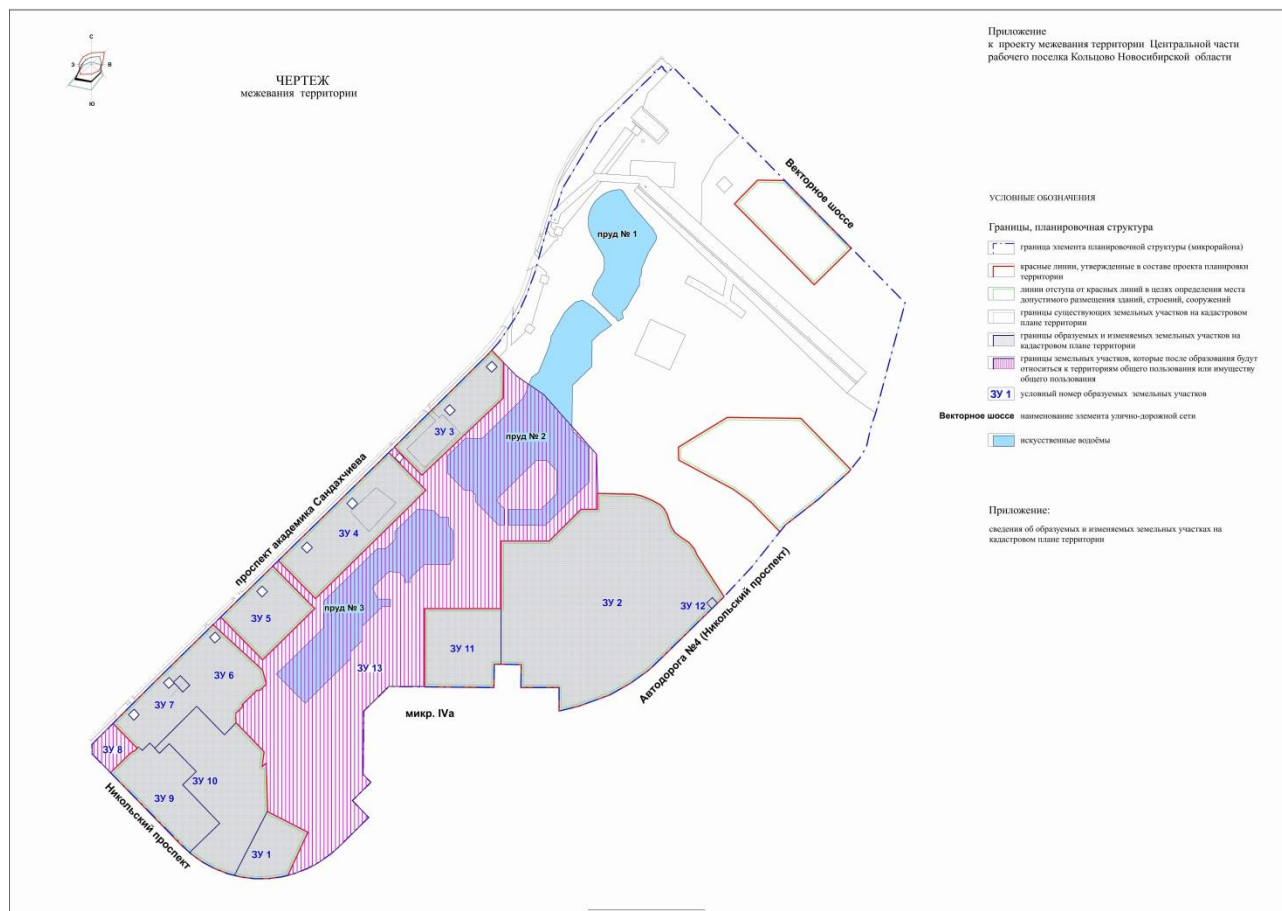 Приложение
к проекту межевания территории Центральной части
рабочего поселка Кольцово Новосибирской области
С
З
В
Ю
ЧЕРТЕЖ
межевания территории
Векторное шоссе
пруд № 1
УСЛОВНЫЕ ОБОЗНАЧЕНИЯ
Границы, планировочная структура
граница элемента планировочной структуры (микрорайона)
красные линии, утвержденные в составе проекта планировки
территории
линии отступа от красных линий в целях определения места
допустимого размещения зданий, строений, сооружений
границы существующих земельных участков на кадастровом
плане территории
границы образуемых и изменяемых земельных участков на
кадастровом плане территории
границы земельных участков, которые после образования будут
относиться к территориям общего пользования или имуществу
общего пользования
ЗУ 1 условный номер образуемых земельных участков
Векторное шоссе наименование элемента улично-дорожной сети
искусственные водоёмы
Приложение:
сведения об образуемых и изменяемых земельных участках на
кадастровом плане территории
ЗУ 3
пруд № 2
проспект академика Сандахчиева
ЗУ 4
ЗУ 2
ЗУ 12
Автодорога №4 (Никольский проспект)
пруд № 3
ЗУ 5
ЗУ 11
ЗУ 13
ЗУ 6
ЗУ 7
микр. IVa
ЗУ 8
ЗУ 10
ЗУ 9
Никольский проспект
ЗУ 1